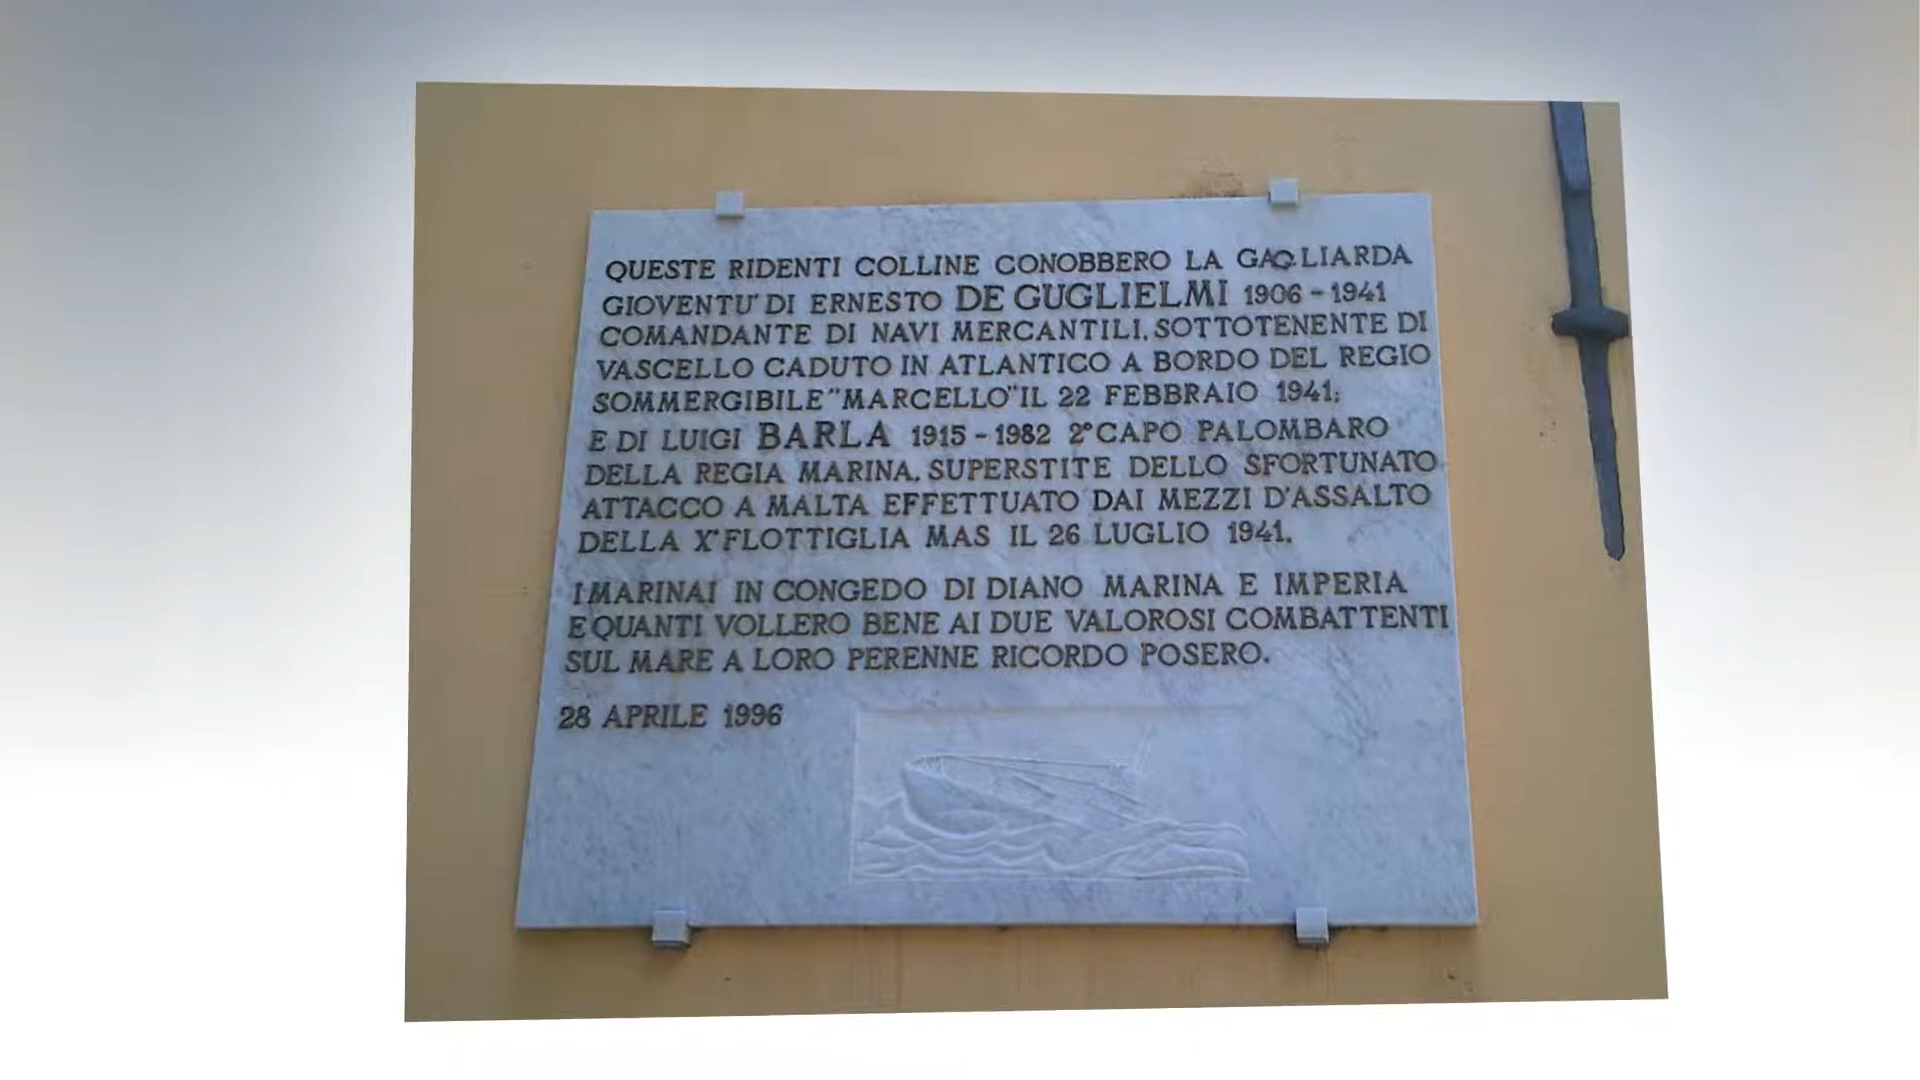 QUESTE RIDENTI COLLINE CONOBBERO LA GAGLIARDA
GIOVENTU' DI ERNESTO DE GUGLIELMI 1906 - 1941
COMANDANTE DI NAVI MERCANTILI. SOTTOTENENTE DI
VASCELLO CADUTO IN ATLANTICO A BORDO DEL REGIO
SOMMERGIBILE "MARCELLO" IL 22 FEBBRAIO 1941;
E DI LUIGI BARLA 1915 - 1982 2° CAPO PALOMBARO
DELLA REGIA MARINA. SUPERSTITE DELLO SFORTUNATO
ATTACCO A MALTA EFFETTUATO DAI MEZZI D'ASSALTO
DELLA X° FLOTTIGLIA MAS IL 26 LUGLIO 1941.
I MARINAI IN CONGEDO DI DIANO MARINA E IMPERIA
E QUANTI VOLLERO BENE AI DUE VALOROSI COMBATTENTI
SUL MARE A LORO PERENNE RICORDO POSERO.
28 APRILE 1996